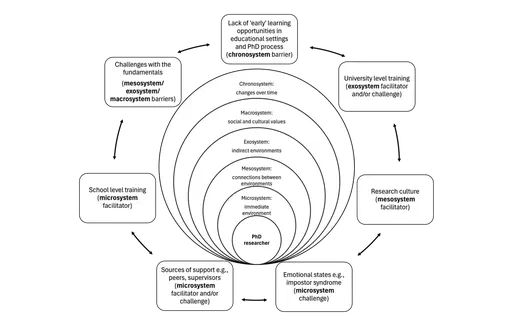 Lack of 'early' learning
opportunities in
educational settings
and PhD process
(chronosystem barrier)
Challenges with the
fundamentals
(mesosystem/
exosystem/
macrosystem barriers)
University level training
(exosystem facilitator
and/or challenge)
Chronosystem:
changes over time
Macrosystem:
social and cultural values
Exosystem:
indirect environments
Mesosystem:
connections between
environments
Microsystem:
immediate
environment
PhD
researcher
School level training
(microsystem
facilitator)
Research culture
(mesosystem
facilitator)
Sources of support e.g.,
peers, supervisors
(microsystem
facilitator and/or
challenge)
Emotional states e.g.,
impostor syndrome
(microsystem
challenge)